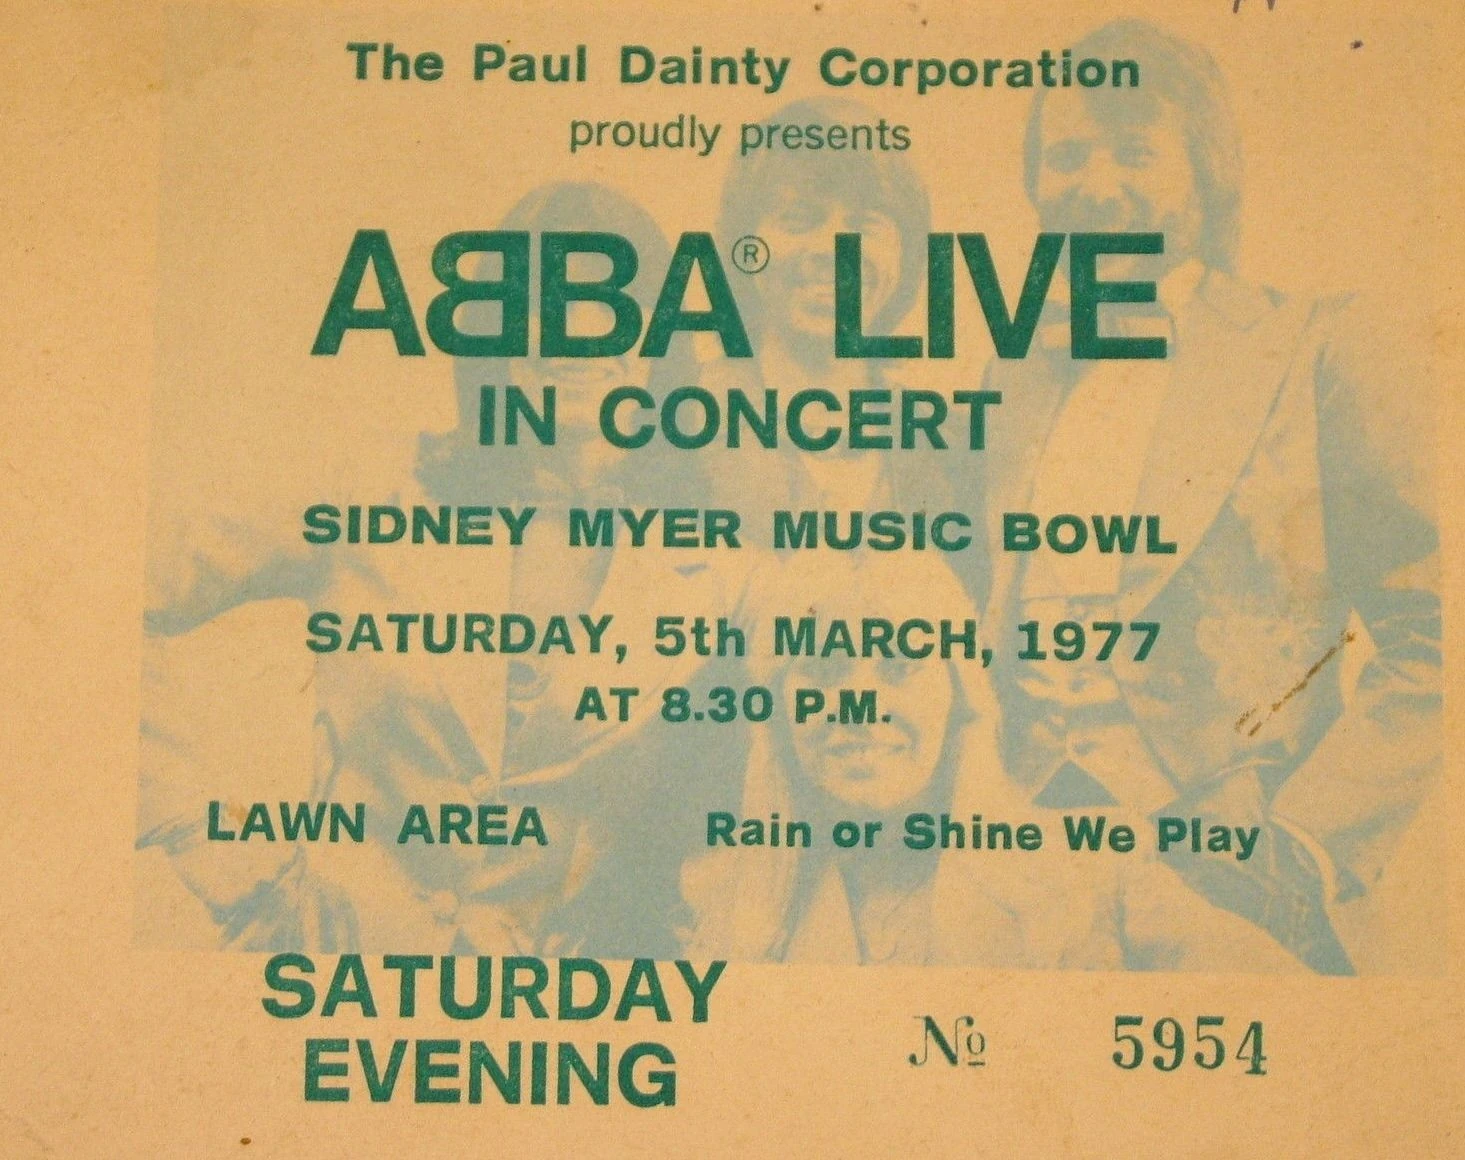 The Paul Dainty Corporation
proudly presents
ABBA® LIVE
IN CONCERT
SIDNEY MYER MUSIC BOWL
SATURDAY, 5th MARCH, 1977
AT 8.30 P.M.
LAWN AREA Rain or Shine We Play
SATURDAY
EVENING
№ 5954